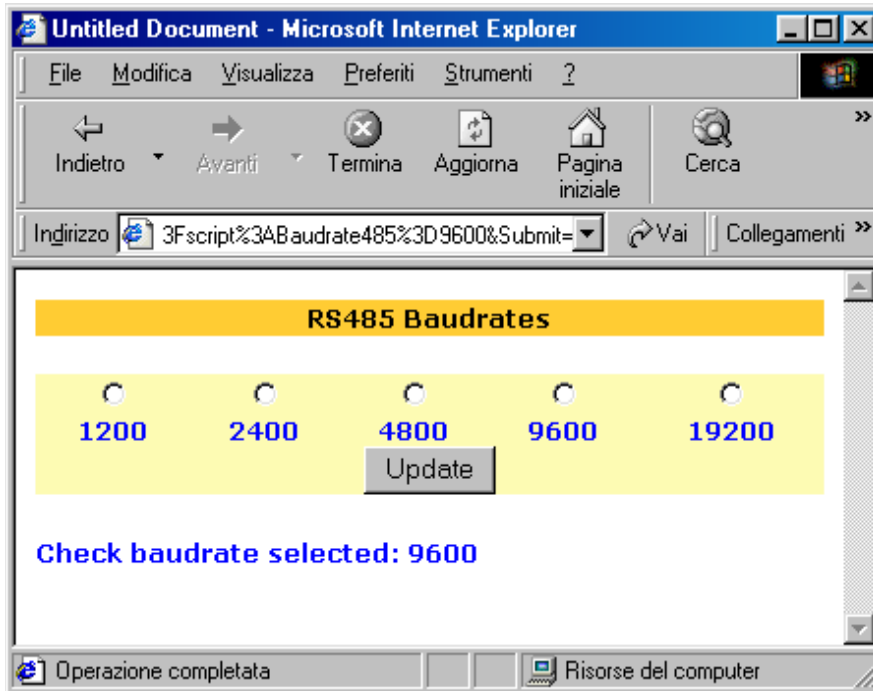 Untitled Document - Microsoft Internet Explorer
File Modifica Visualizza Preferiti Strumenti ?
Indietro Avanti Termina Aggiorna Pagina iniziale Cerca »
Indirizzo 3Fscript%3ABaudrate485%3D9600&Submit= Vai Collegamenti »
RS485 Baudrates
1200 2400 4800 9600 19200
Update
Check baudrate selected: 9600
Operazione completata Risorse del computer